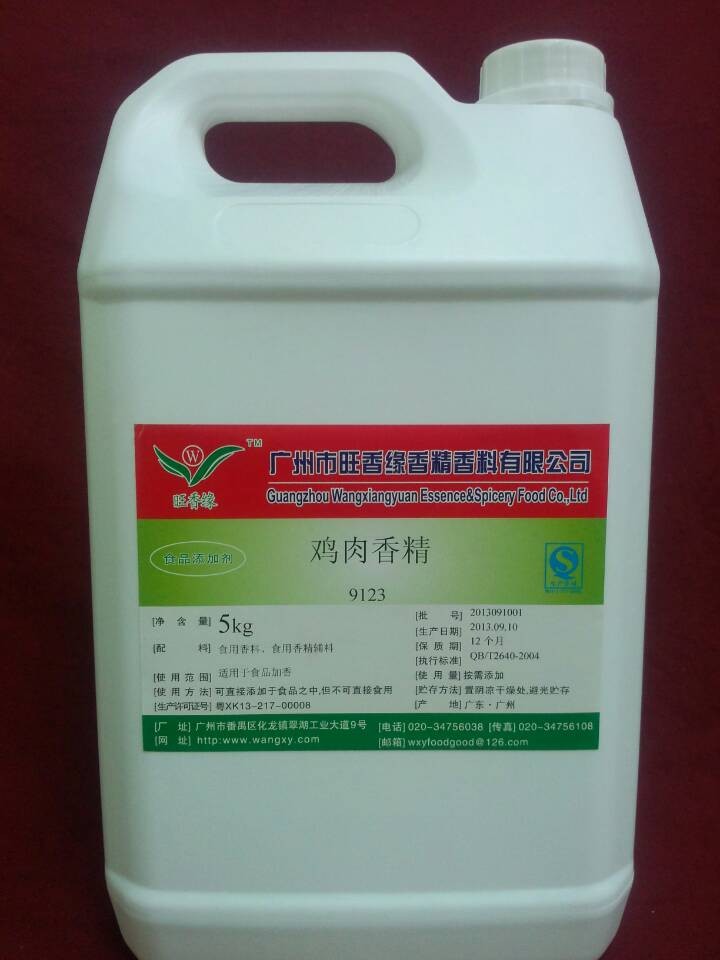 W TM
旺香缘
广州市旺香缘香精香料有限公司
Guangzhou Wangxiangyuan Essence&Spicery Food Co.,Ltd
食品添加剂
鸡肉香精
9123
[净 含 量] 5kg
[配 料] 食用香料、食用香精辅料
[使 用 范 围] 适用于食品加香
[使 用 方 法] 可直接添加于食品之中,但不可直接食用
[生产许可证号] 粤XK13-217-00008
[批 号] 2013091001
[生产日期] 2013.09.10
[保 质 期] 12个月
[执行标准] QB/T2640-2004
[使 用 量] 按需添加
[贮存方法] 置阴凉干燥处,避光贮存
[产 地] 广东·广州
[厂 址] 广州市番禺区化龙镇翠湖工业大道9号
[网 址] http:www.wangxy.com
[电话] 020-34756038 [传真] 020-34756108
[邮箱] wxyfoodgood@126.com